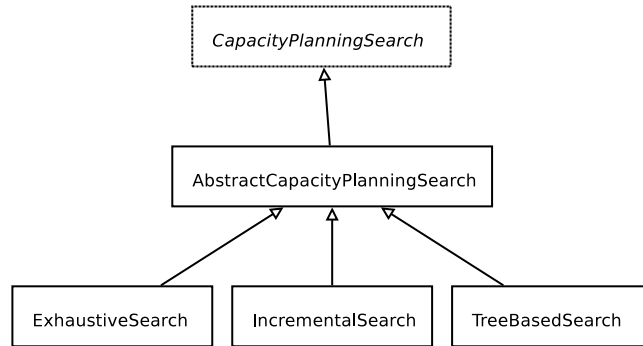 CapacityPlanningSearch
AbstractCapacityPlanningSearch
ExhaustiveSearch
IncrementalSearch
TreeBasedSearch